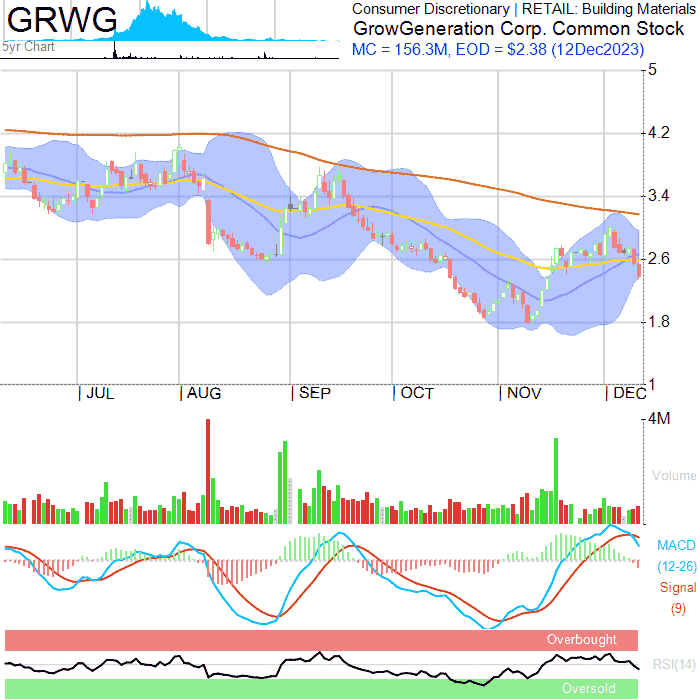 GRWG
5yr Chart
Consumer Discretionary | RETAIL: Building Materials
GrowGeneration Corp. Common Stock
MC = 156.3M, EOD = $2.38 (12Dec2023)
5
4.2
3.4
2.6
1.8
1
| JUL | AUG | SEP | OCT | NOV | DEC
4M
Volume
MACD
(12-26)
Signal
(9)
Overbought
RSI(14)
Oversold